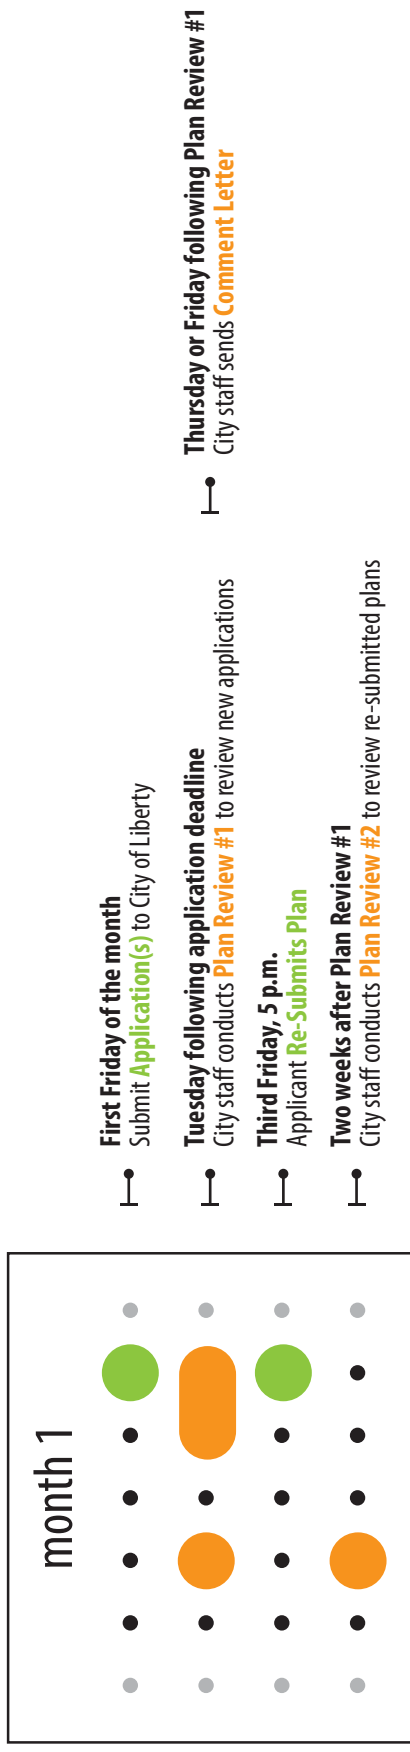 month 1
First Friday of the month
Submit Application(s) to City of Liberty
Tuesday following application deadline
City staff conducts Plan Review #1 to review new applications
Thursday or Friday following Plan Review #1
City staff sends Comment Letter
Third Friday, 5 p.m.
Applicant Re-Submits Plan
Two weeks after Plan Review #1
City staff conducts Plan Review #2 to review re-submitted plans